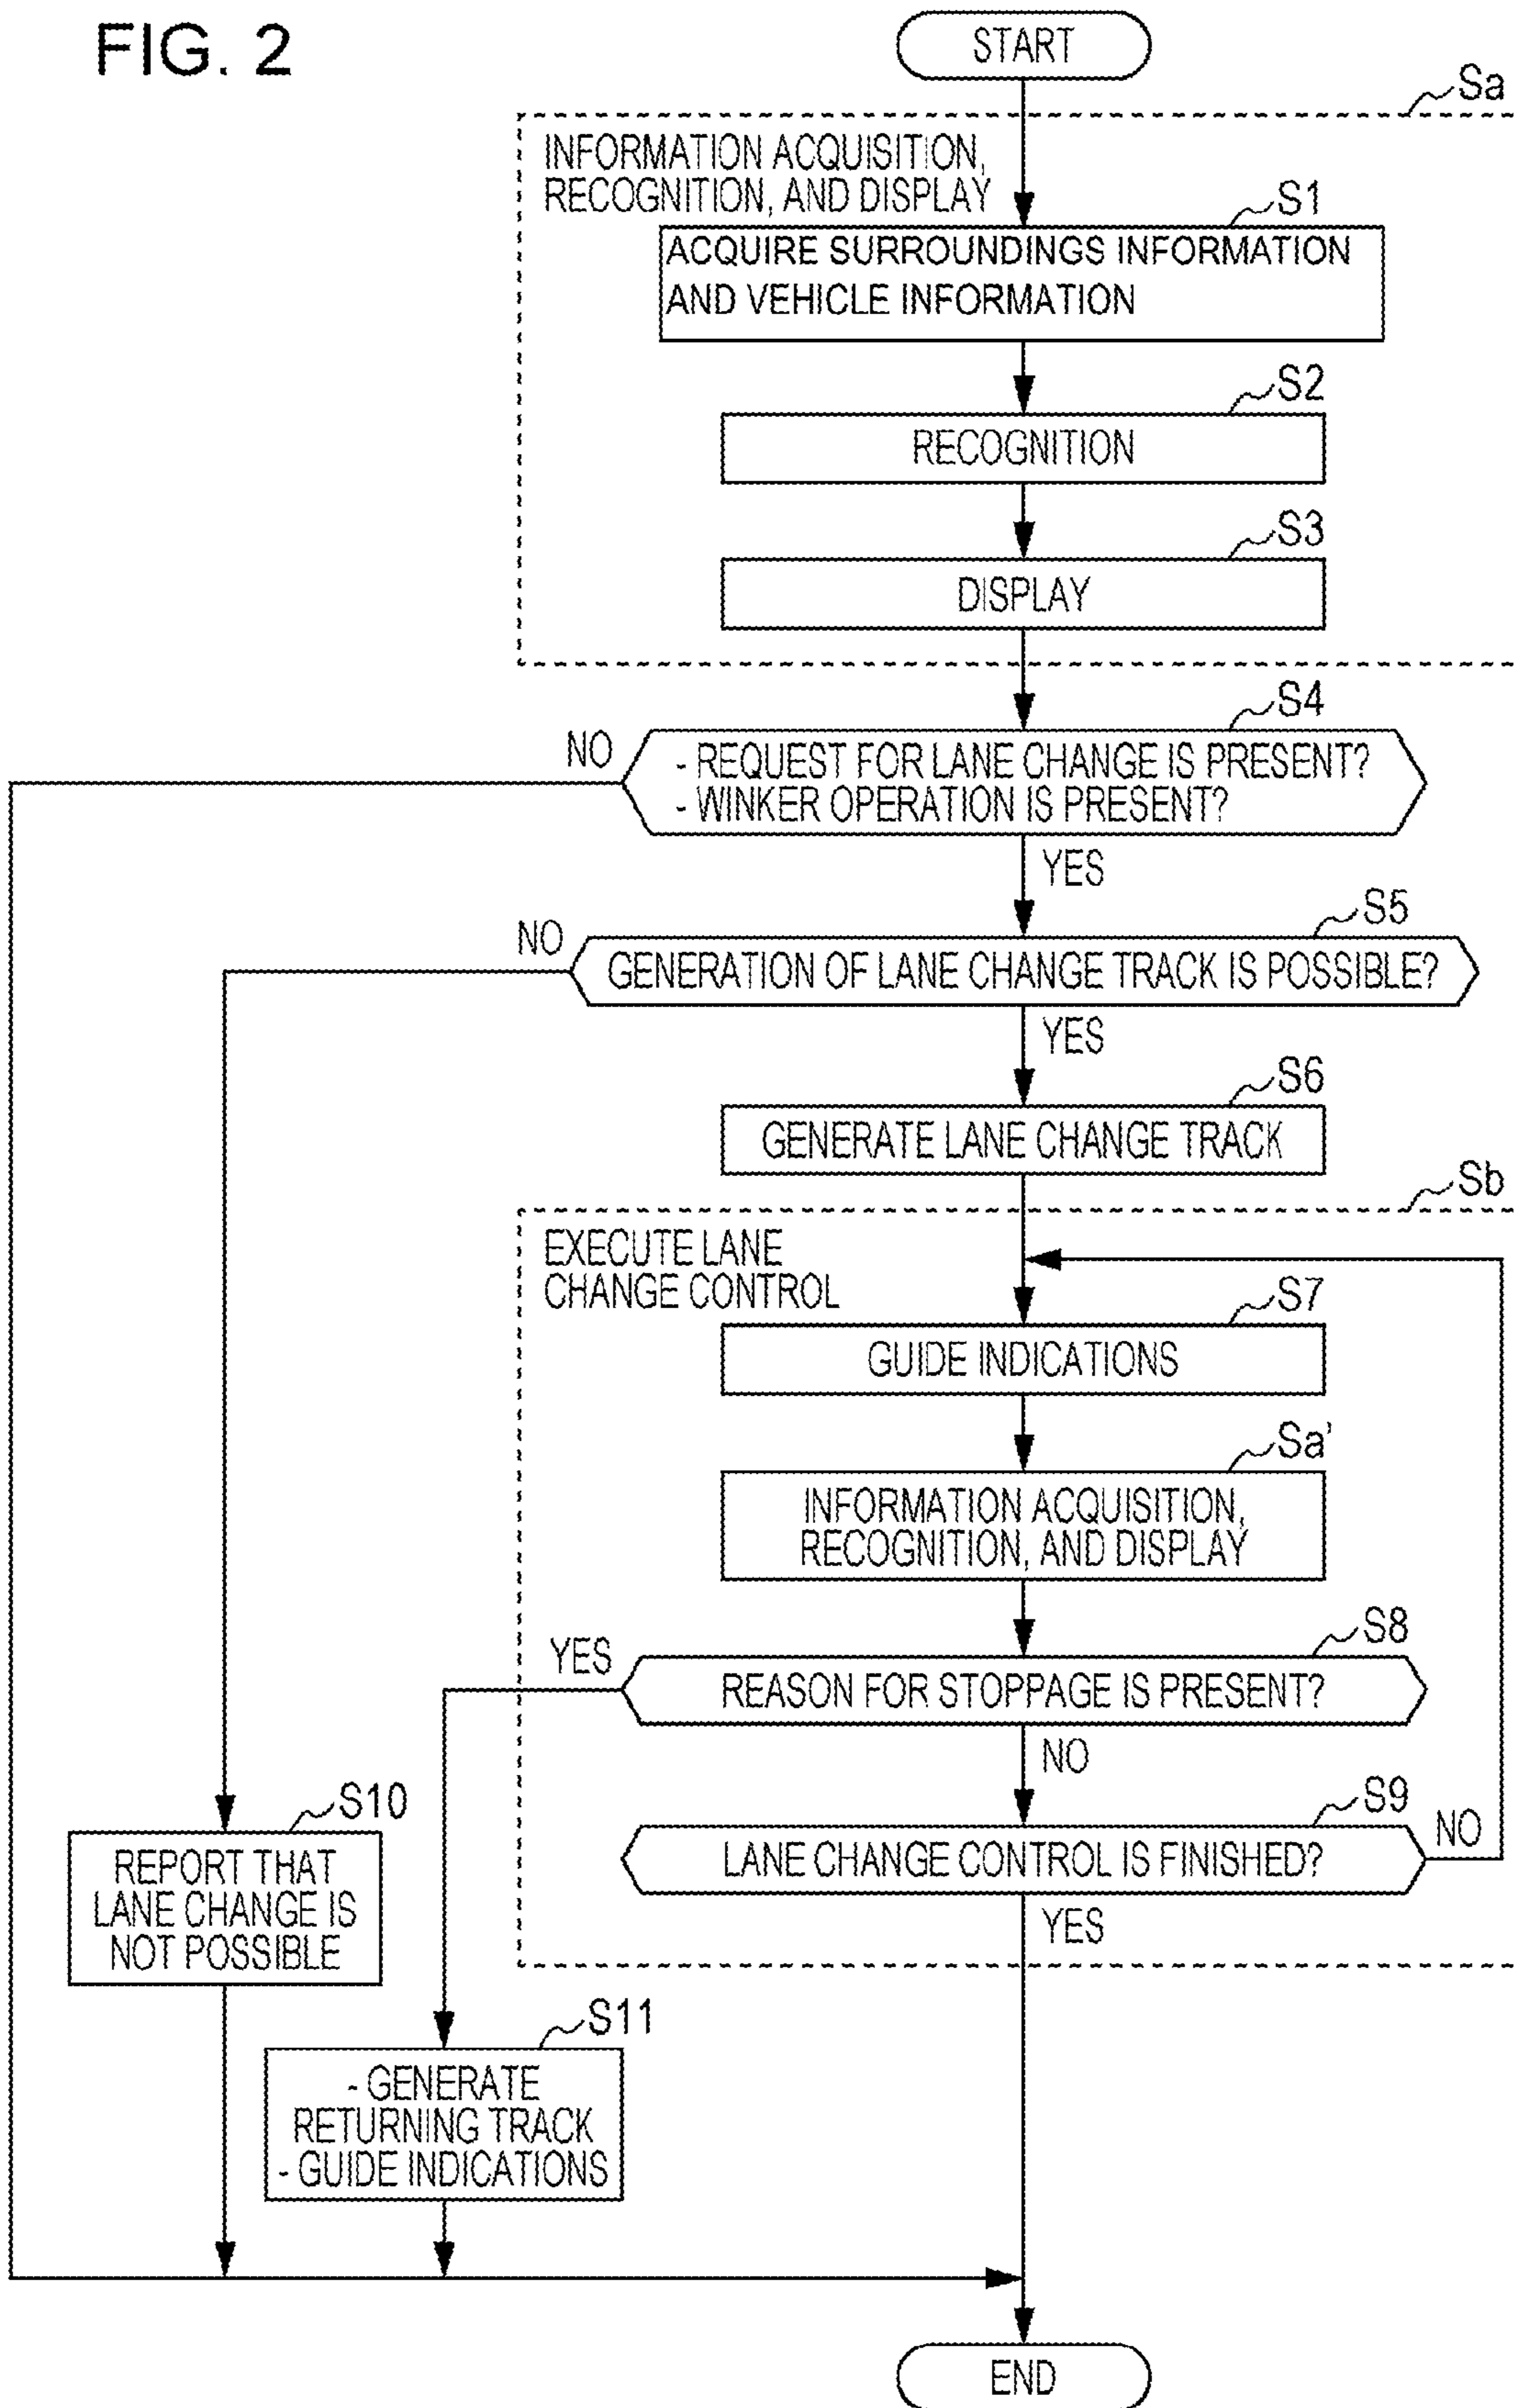 FIG. 2
START
Sa
INFORMATION ACQUISITION,
RECOGNITION, AND DISPLAY
S1
ACQUIRE SURROUNDINGS INFORMATION
AND VEHICLE INFORMATION
S2
RECOGNITION
S3
DISPLAY
S4
NO
- REQUEST FOR LANE CHANGE IS PRESENT?
- WINKER OPERATION IS PRESENT?
YES
S5
NO
GENERATION OF LANE CHANGE TRACK IS POSSIBLE?
YES
S6
GENERATE LANE CHANGE TRACK
Sb
EXECUTE LANE
CHANGE CONTROL
S7
GUIDE INDICATIONS
Sa'
INFORMATION ACQUISITION,
RECOGNITION, AND DISPLAY
S8
YES
REASON FOR STOPPAGE IS PRESENT?
NO
S9
LANE CHANGE CONTROL IS FINISHED?
NO
YES
S10
REPORT THAT
LANE CHANGE IS
NOT POSSIBLE
S11
- GENERATE
RETURNING TRACK
- GUIDE INDICATIONS
END